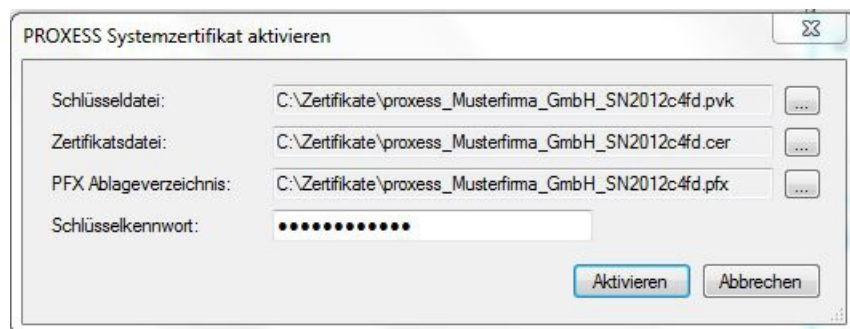 PROXESS Systemzertifikat aktivieren
Schlüsseldatei: C:\Zertifikate\proxess_Musterfirma_GmbH_SN2012c4fd.pvk ...
Zertifikatsdatei: C:\Zertifikate\proxess_Musterfirma_GmbH_SN2012c4fd.cer ...
PFX Ablageverzeichnis: C:\Zertifikate\proxess_Musterfirma_GmbH_SN2012c4fd.pfx ...
Schlüsselkennwort: ●●●●●●●●●●●●
Aktivieren Abbrechen